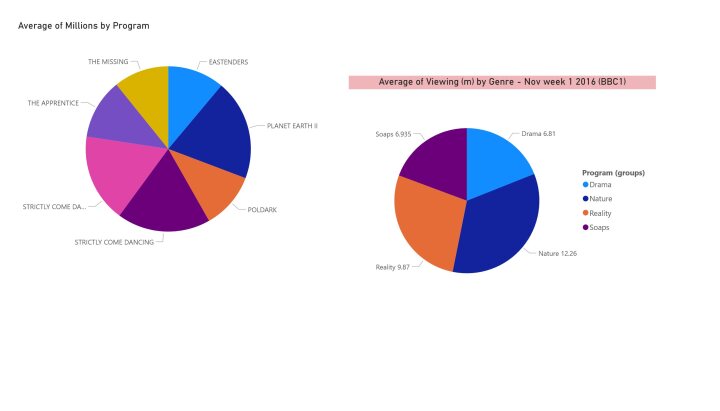 Average of Millions by Program
THE MISSING
EASTENDERS
THE APPRENTICE
PLANET EARTH II
STRICTLY COME DA...
POLDARK
STRICTLY COME DANCING
Average of Viewing (m) by Genre - Nov week 1 2016 (BBC1)
Soaps 6.935
Drama 6.81
Reality 9.87
Nature 12.26
Program (groups)
Drama
Nature
Reality
Soaps